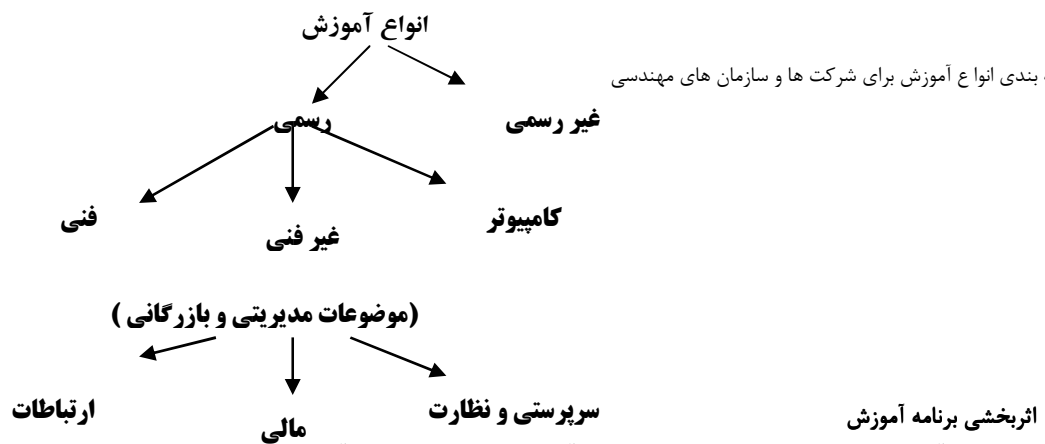 انواع آموزش
بندی انوا ع آموزش برای شرکت ها و سازمان های مهندسی
رسمی
غیر رسمی
کامپیوتر
غیر فنی
فنی
(موضوعات مدیریتی و بازرگانی )
سرپرستی و نظارت
مالی
ارتباطات
اثربخشی برنامه آموزش